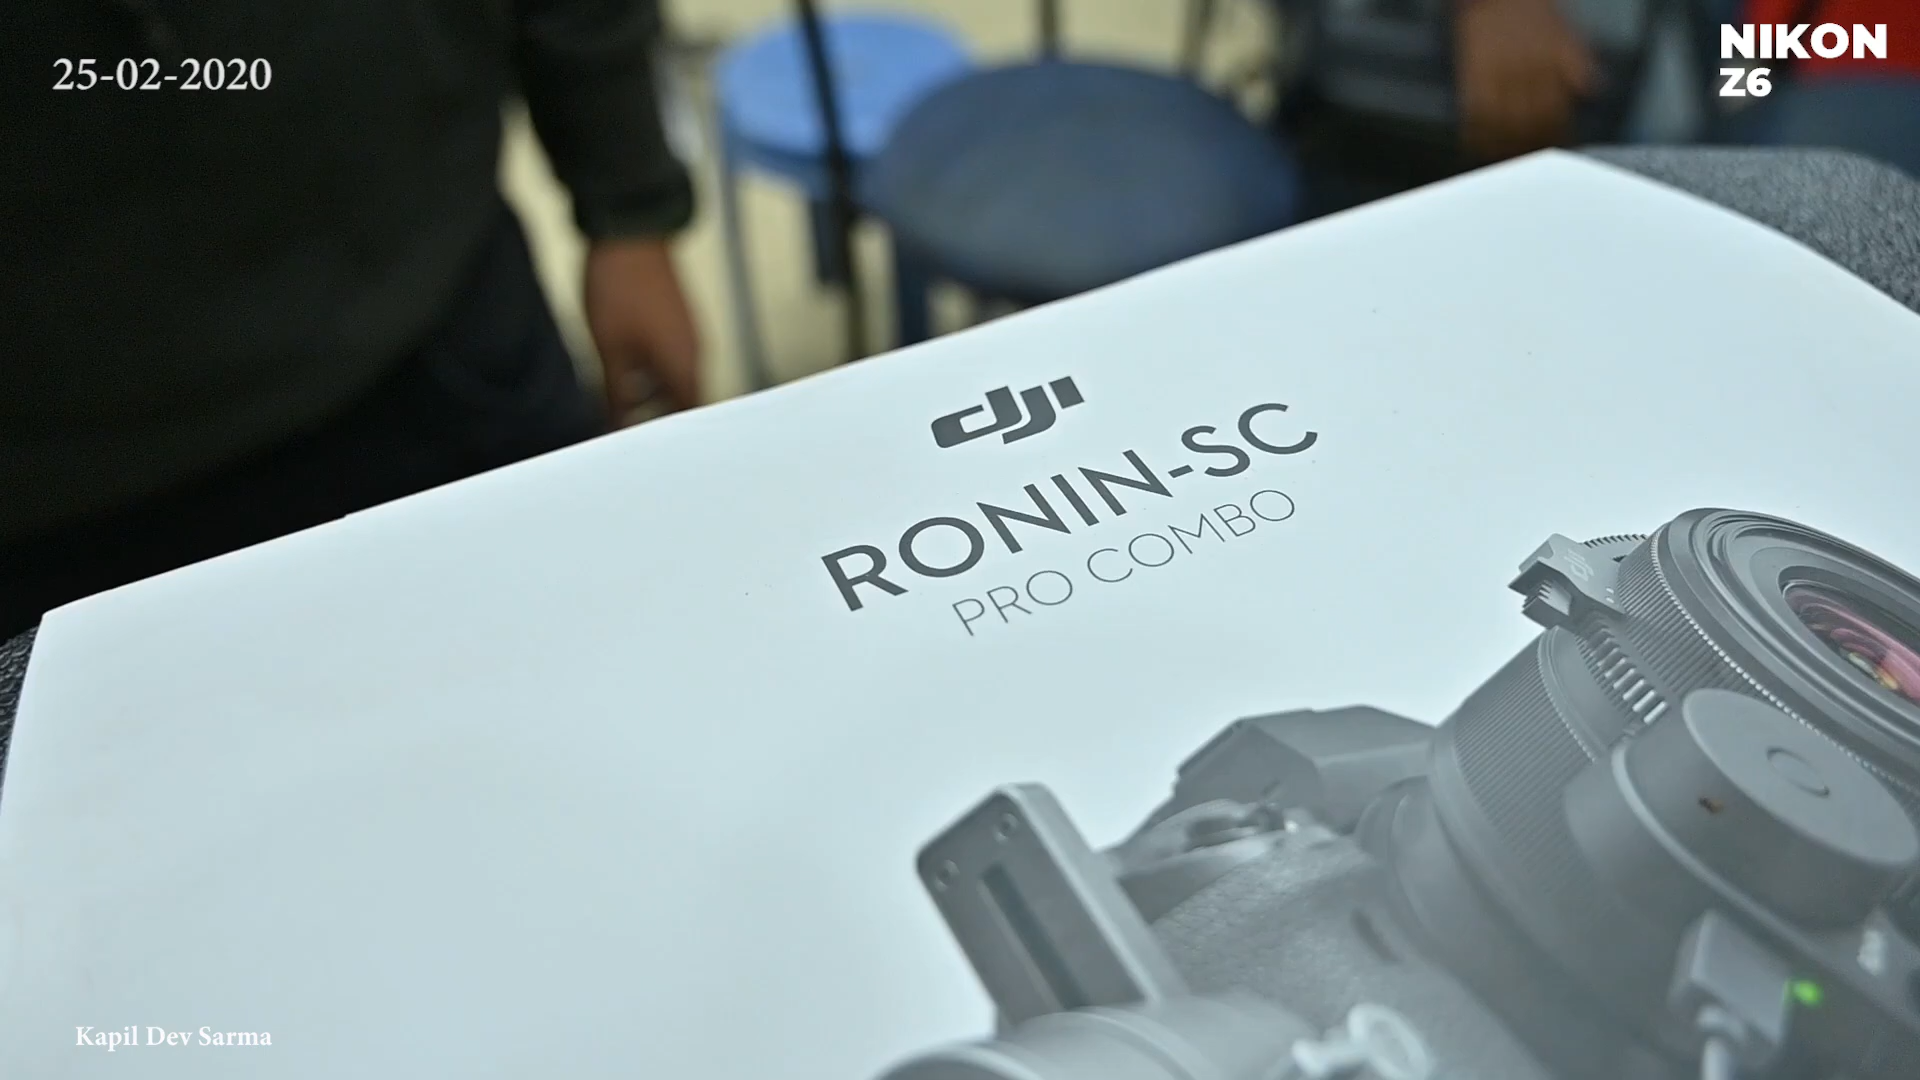 25-02-2020
NIKON
Z6
dji
RONIN-SC
PRO COMBO
Kapil Dev Sarma